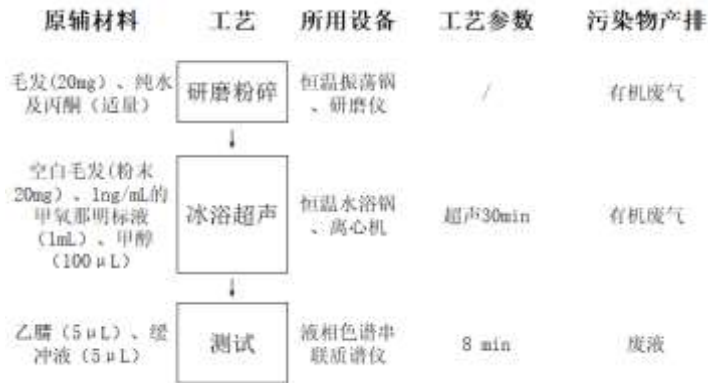 原辅材料 工艺 所用设备 工艺参数 污染物产排
毛发(20mg)、纯水
及丙酮（适量）
研磨粉碎
恒温振荡锅
、研磨仪
/
有机废气
空白毛发(粉末
20mg)、1ng/mL的
甲氧那明标液
（1mL）、甲醇
（100μL）
冰浴超声
恒温水浴锅
、离心机
超声30min
有机废气
乙腈（5μL）、缓
冲液（5μL）
测试
液相色谱串
联质谱仪
8 min
废液